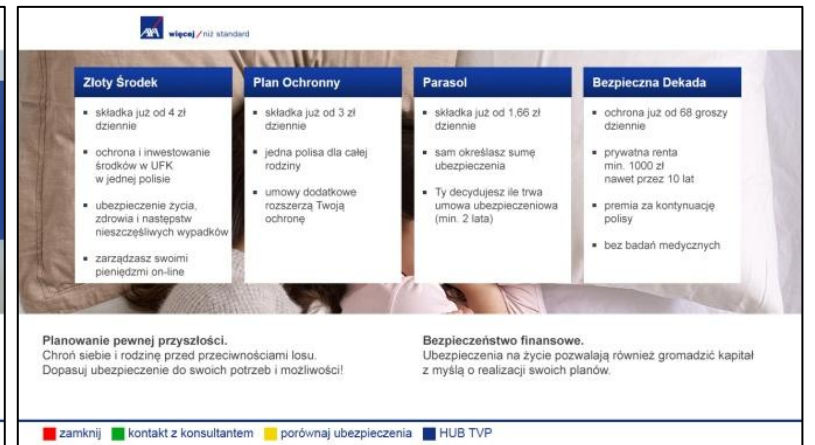 AXA
więcej / niż standard
Złoty Środek
składka już od 4 zł
dziennie
ochrona i inwestowanie
środków w UFK
w jednej polisie
ubezpieczenie życia,
zdrowia i następstw
nieszczęśliwych wypadków
zarządzasz swoimi
pieniędzmi on-line
Plan Ochronny
składka już od 3 zł
dziennie
jedna polisa dla całej
rodziny
umowy dodatkowe
rozszerzą Twoją
ochronę
Parasol
składka już od 1,66 zł
dziennie
sam określasz sumę
ubezpieczenia
Ty decydujesz ile trwa
umowa ubezpieczeniowa
(min. 2 lata)
Bezpieczna Dekada
ochrona już od 68 groszy
dziennie
prywatna renta
min. 1000 zł
nawet przez 10 lat
premia za kontynuację
polisy
bez badań medycznych
Planowanie pewnej przyszłości.
Chroń siebie i rodzinę przed przeciwnościami losu.
Dopasuj ubezpieczenie do swoich potrzeb i możliwości!
Bezpieczeństwo finansowe.
Ubezpieczenia na życie pozwalają również gromadzić kapitał
z myślą o realizacji swoich planów.
zamknij kontakt z konsultantem porównaj ubezpieczenia HUB TVP